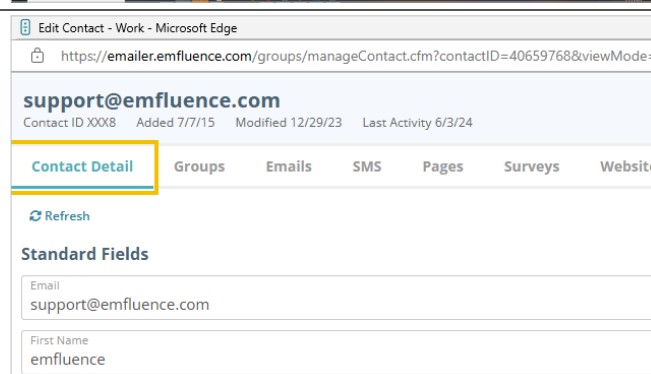 Edit Contact - Work - Microsoft Edge
https://emailer.emfluence.com/groups/manageContact.cfm?contactID=40659768&viewMode=
support@emfluence.com
Contact ID XXX8 Added 7/7/15 Modified 12/29/23 Last Activity 6/3/24
Contact Detail Groups Emails SMS Pages Surveys Websit
Refresh
Standard Fields
Email
support@emfluence.com
First Name
emfluence